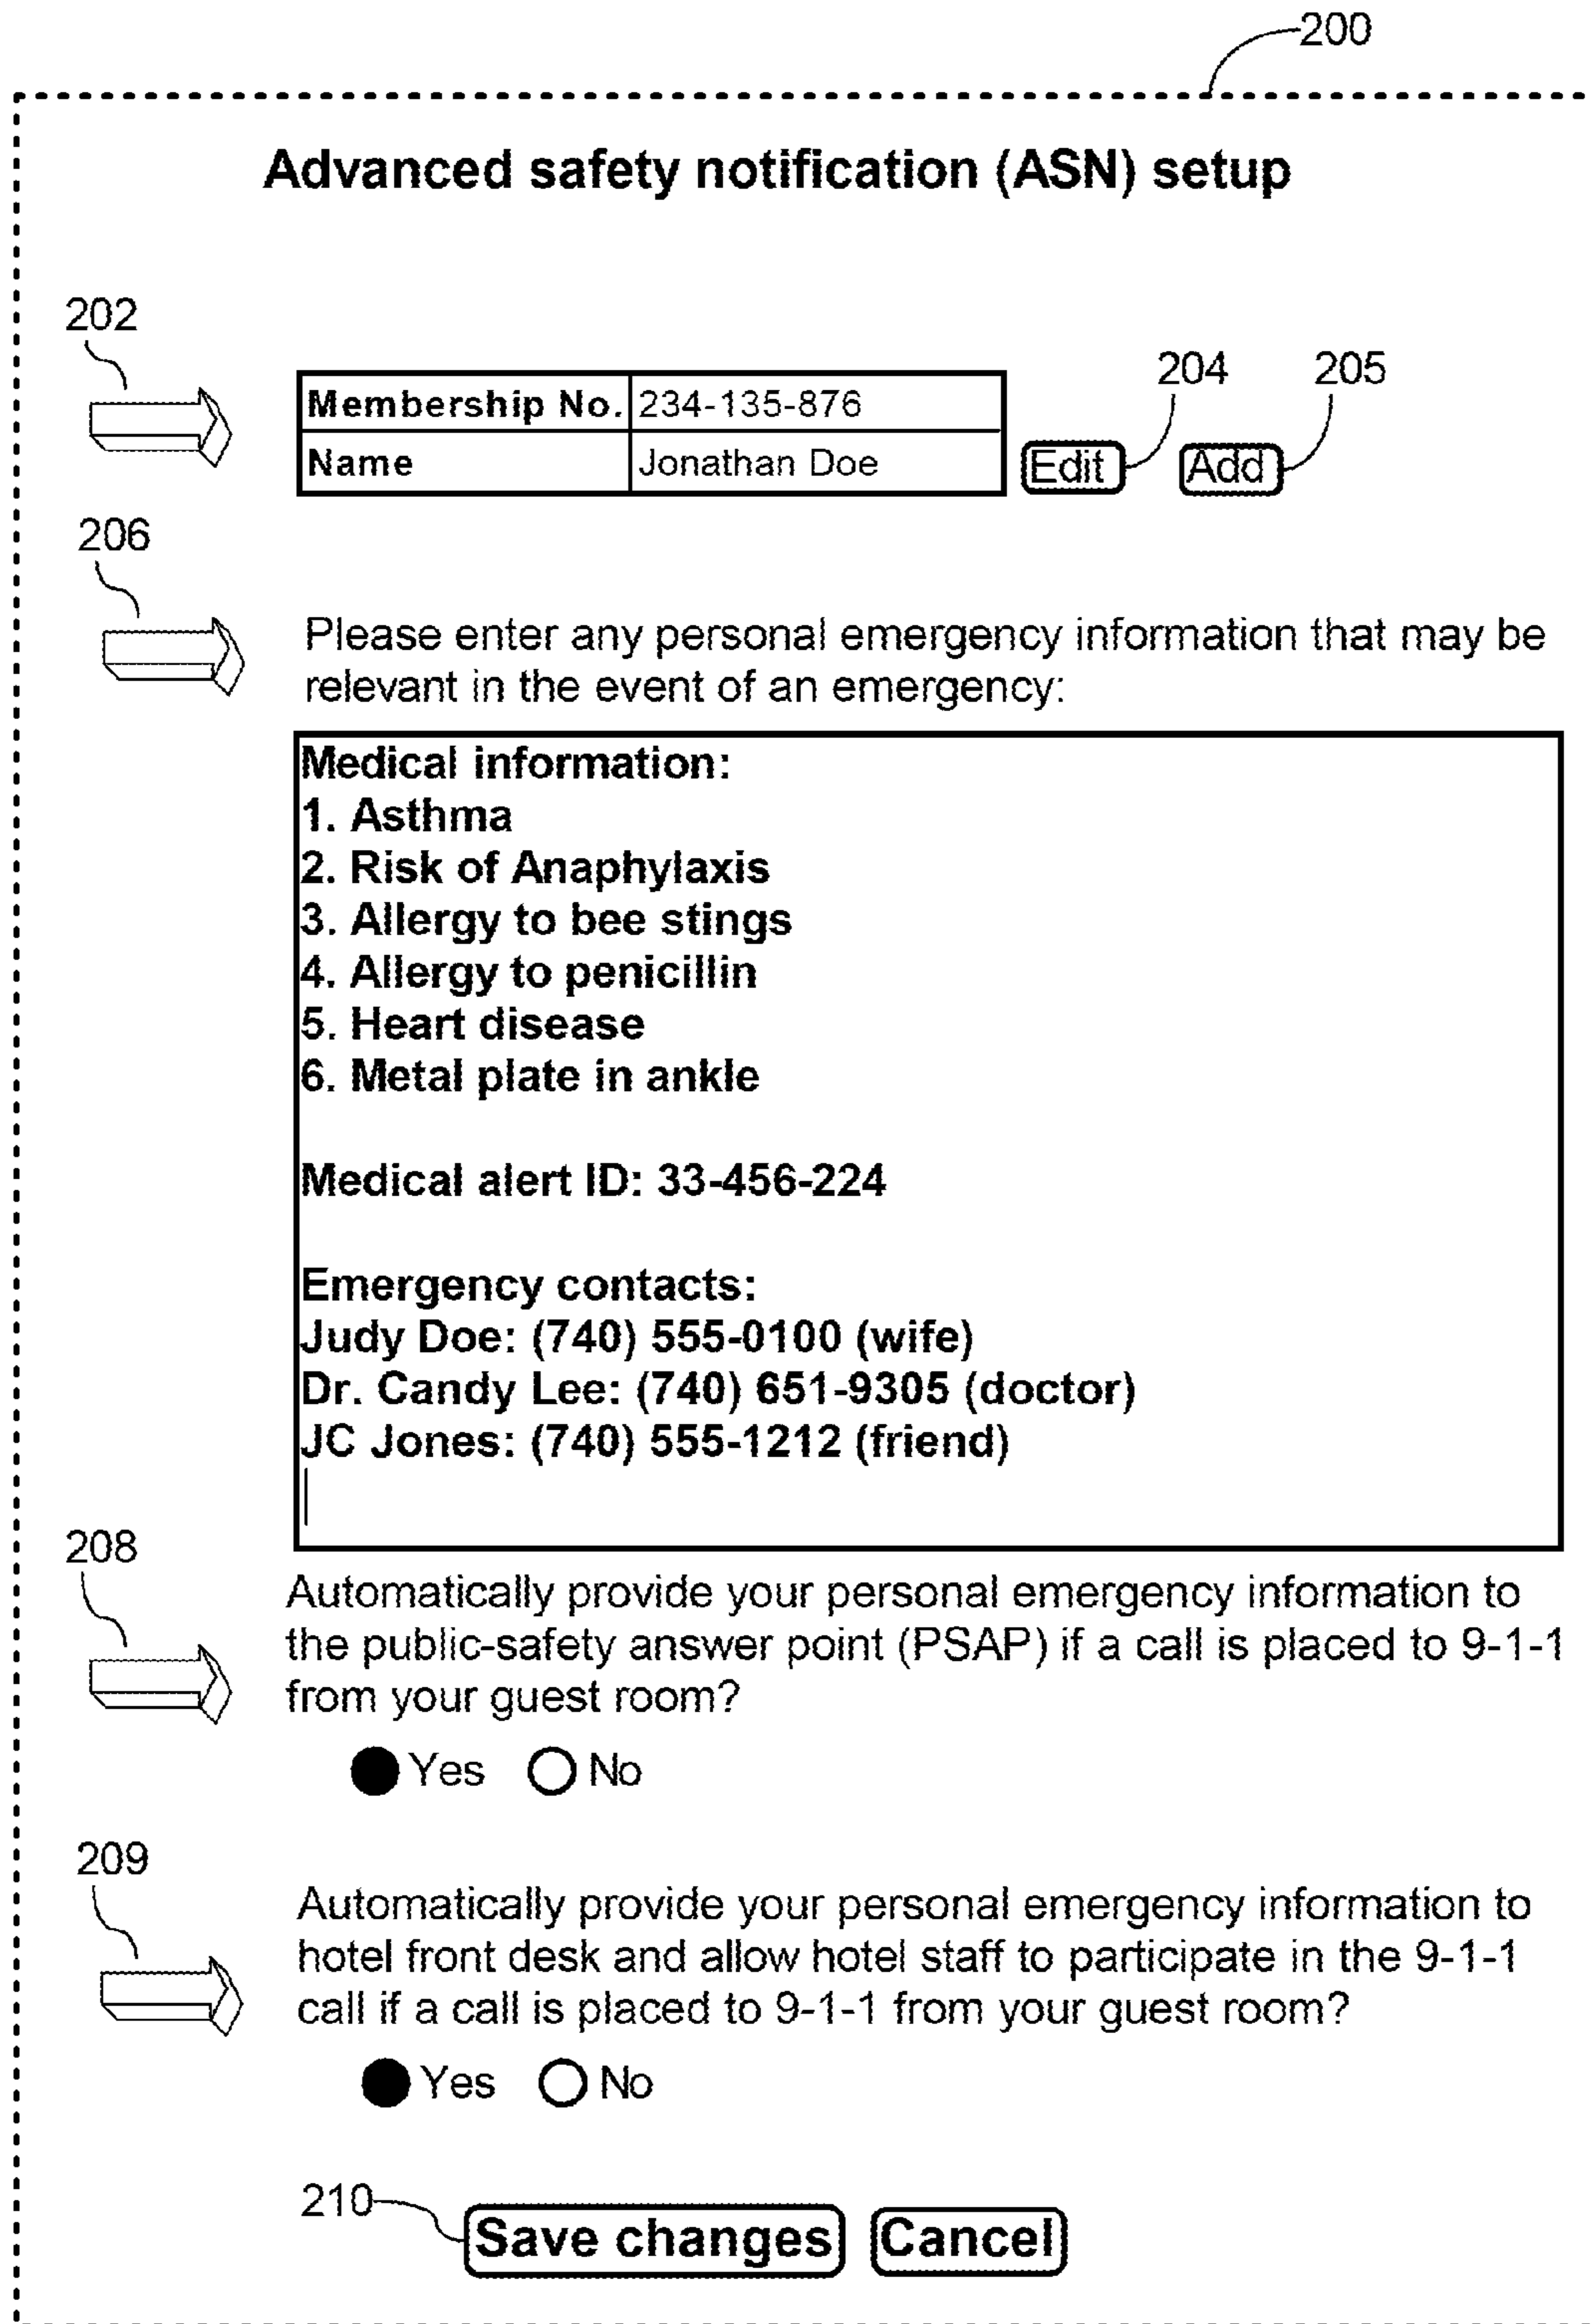 200
Advanced safety notification (ASN) setup
202
204 205
Membership No. 234-135-876
Name Jonathan Doe Edit Add
206
Please enter any personal emergency information that may be
relevant in the event of an emergency:
Medical information:
1. Asthma
2. Risk of Anaphylaxis
3. Allergy to bee stings
4. Allergy to penicillin
5. Heart disease
6. Metal plate in ankle
Medical alert ID: 33-456-224
Emergency contacts:
Judy Doe: (740) 555-0100 (wife)
Dr. Candy Lee: (740) 651-9305 (doctor)
JC Jones: (740) 555-1212 (friend)
208
Automatically provide your personal emergency information to
the public-safety answer point (PSAP) if a call is placed to 9-1-1
from your guest room?
Yes No
209
Automatically provide your personal emergency information to
hotel front desk and allow hotel staff to participate in the 9-1-1
call if a call is placed to 9-1-1 from your guest room?
Yes No
210
Save changes Cancel